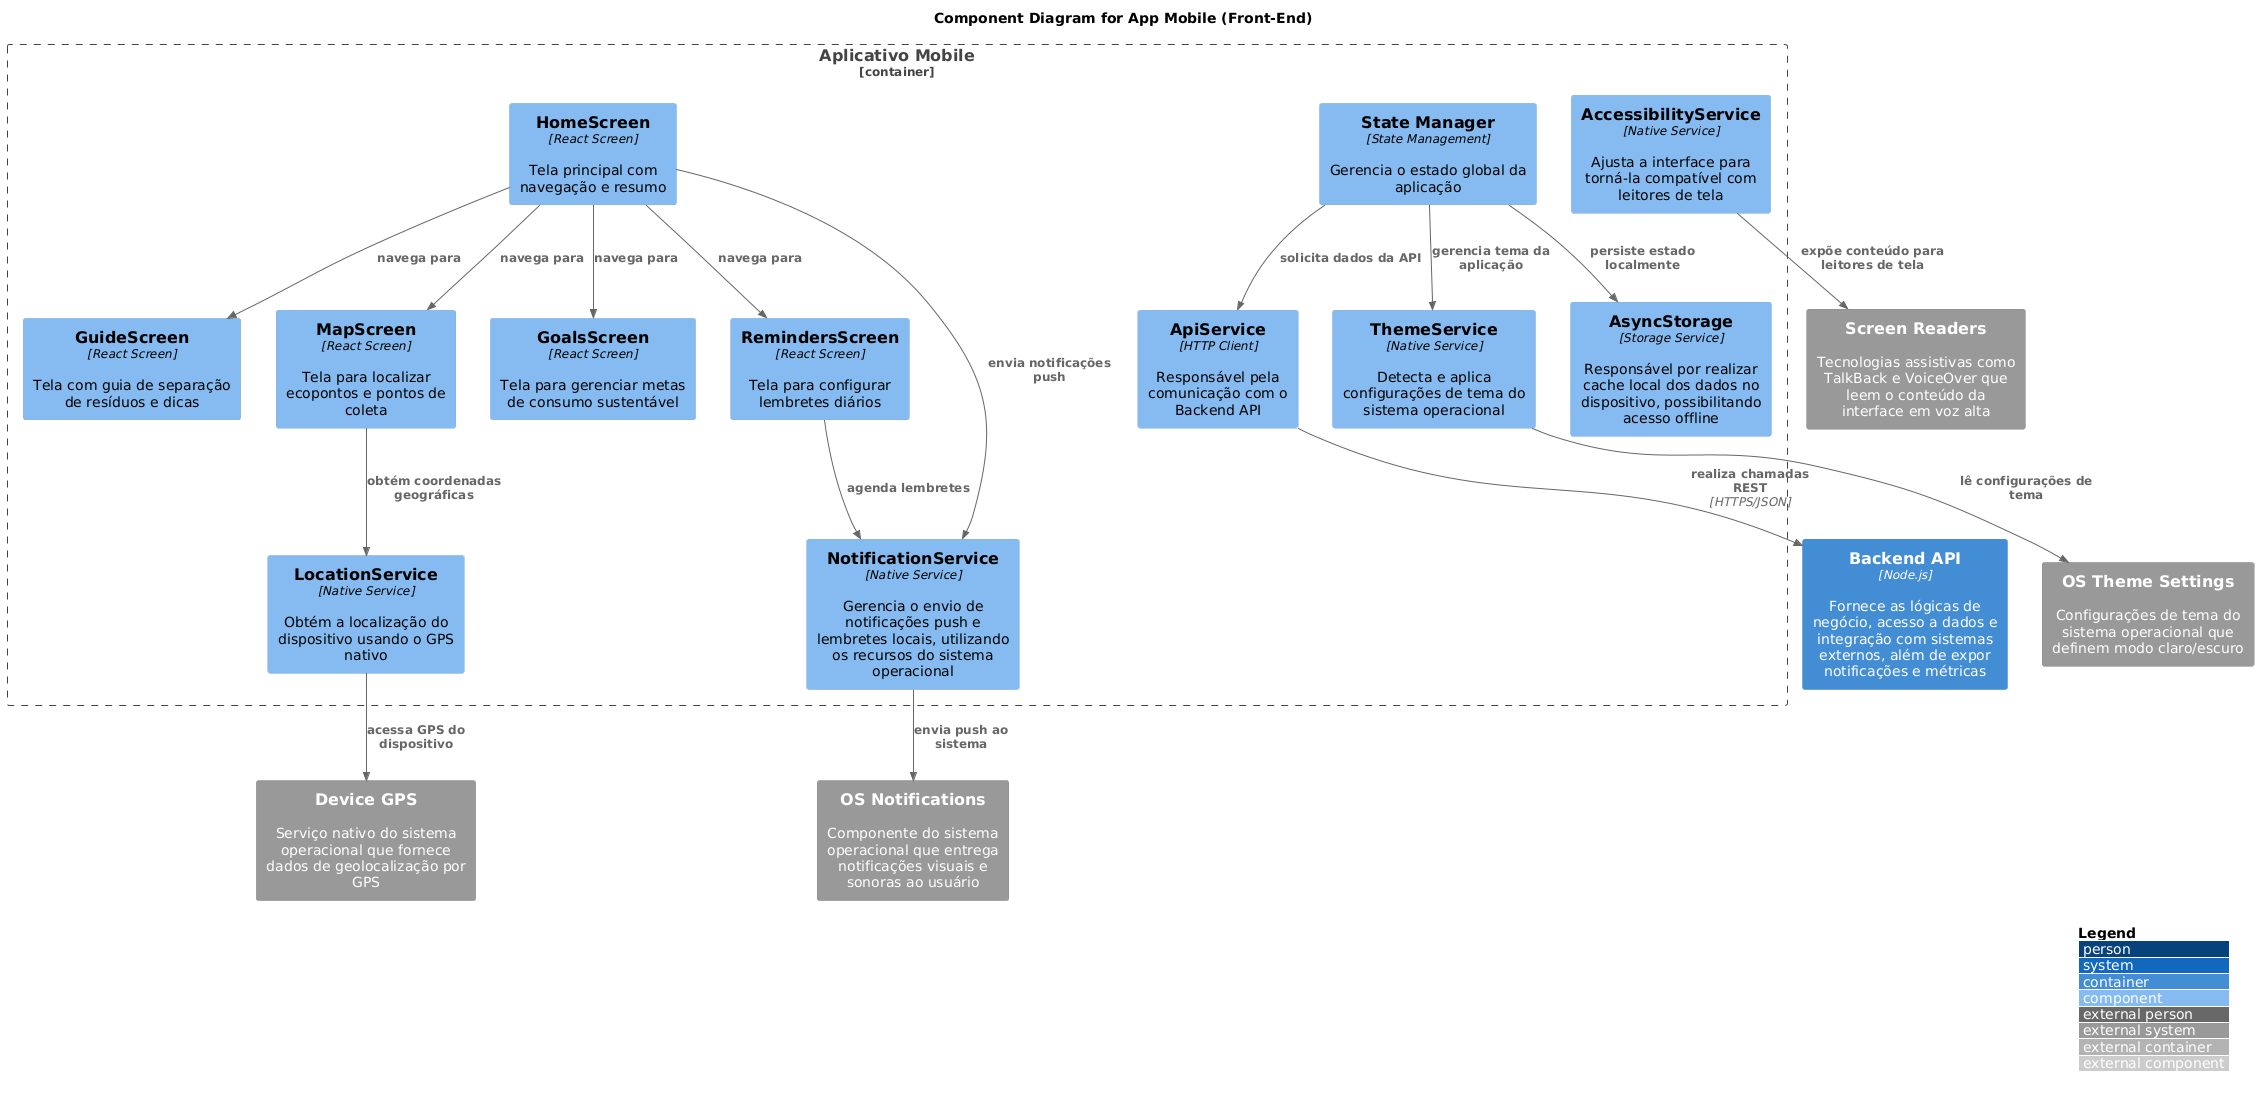 Component Diagram for App Mobile (Front-End)
Aplicativo Mobile
[container]
HomeScreen
[React Screen]
Tela principal com
navegação e resumo
State Manager
[State Management]
Gerencia o estado global da
aplicação
AccessibilityService
[Native Service]
Ajusta a interface para
torná-la compatível com
leitores de tela
navega para
navega para
navega para
navega para
envia notificações
push
solicita dados da API
gerencia tema da
aplicação
persiste estado
localmente
expõe conteúdo para
leitores de tela
GuideScreen
[React Screen]
Tela com guia de separação
de resíduos e dicas
MapScreen
[React Screen]
Tela para localizar
ecopontos e pontos de
coleta
GoalsScreen
[React Screen]
Tela para gerenciar metas
de consumo sustentável
RemindersScreen
[React Screen]
Tela para configurar
lembretes diários
ApiService
[HTTP Client]
Responsável pela
comunicação com o
Backend API
ThemeService
[Native Service]
Detecta e aplica
configurações de tema do
sistema operacional
AsyncStorage
[Storage Service]
Responsável por realizar
cache local dos dados no
dispositivo, possibilitando
acesso offline
Screen Readers
Tecnologias assistivas como
TalkBack e VoiceOver que
leem o conteúdo da
interface em voz alta
obtém coordenadas
geográficas
agenda lembretes
realiza chamadas
REST
[HTTPS/JSON]
lê configurações de
tema
LocationService
[Native Service]
Obtém a localização do
dispositivo usando o GPS
nativo
NotificationService
[Native Service]
Gerencia o envio de
notificações push e
lembretes locais, utilizando
os recursos do sistema
operacional
Backend API
[Node.js]
Fornece as lógicas de
negócio, acesso a dados e
integração com sistemas
externos, além de expor
notificações e métricas
OS Theme Settings
Configurações de tema do
sistema operacional que
definem modo claro/escuro
acessa GPS do
dispositivo
envia push ao
sistema
Device GPS
Serviço nativo do sistema
operacional que fornece
dados de geolocalização por
GPS
OS Notifications
Componente do sistema
operacional que entrega
notificações visuais e
sonoras ao usuário
Legend
person
system
container
component
external person
external system
external container
external component